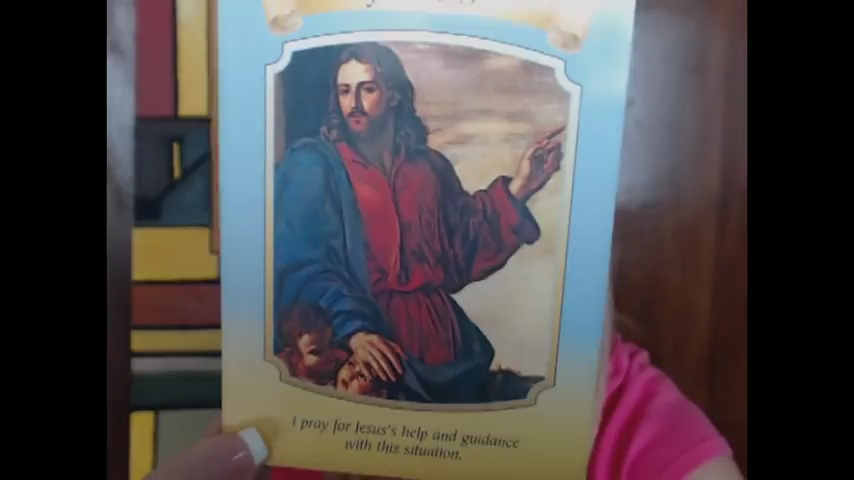 I pray for Jesus's help and guidance
with this situation.